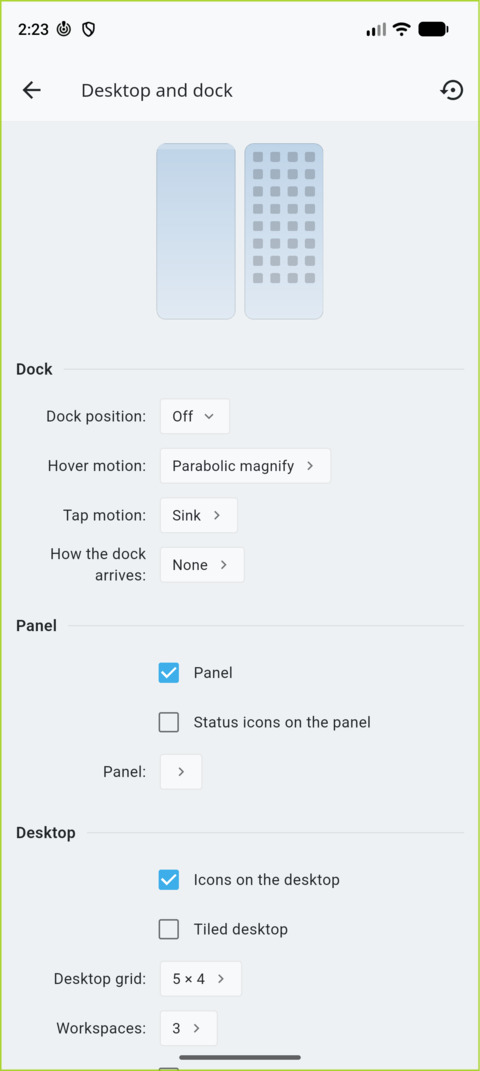 2:23
Desktop and dock
Dock
Dock position: Off
Hover motion: Parabolic magnify
Tap motion: Sink
How the dock
arrives: None
Panel
Panel
Status icons on the panel
Panel:
Desktop
Icons on the desktop
Tiled desktop
Desktop grid: 5 × 4
Workspaces: 3